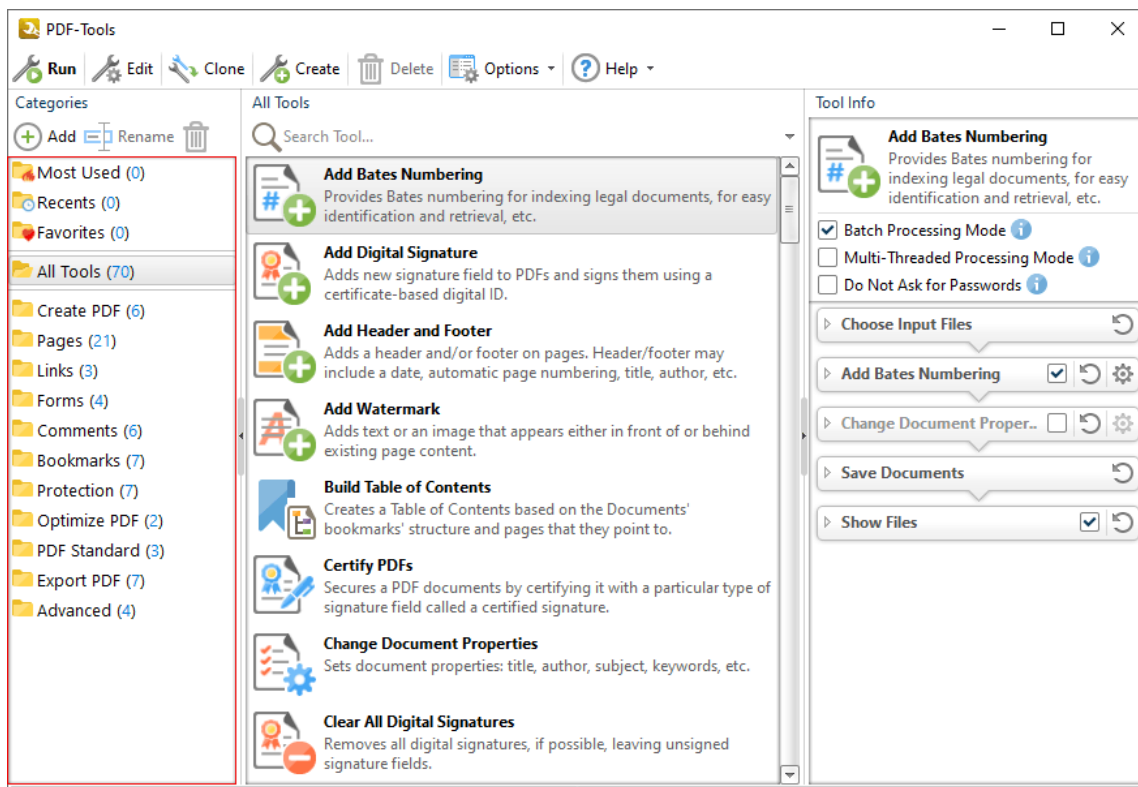 PDF-Tools
Run Edit Clone Create Delete Options Help
Categories
Add Rename
Most Used (0)
Recents (0)
Favorites (0)
All Tools (70)
Create PDF (6)
Pages (21)
Links (3)
Forms (4)
Comments (6)
Bookmarks (7)
Protection (7)
Optimize PDF (2)
PDF Standard (3)
Export PDF (7)
Advanced (4)
All Tools
Search Tool...
Add Bates Numbering
Provides Bates numbering for indexing legal documents, for easy
identification and retrieval, etc.
Add Digital Signature
Adds new signature field to PDFs and signs them using a
certificate-based digital ID.
Add Header and Footer
Adds a header and/or footer on pages. Header/footer may
include a date, automatic page numbering, title, author, etc.
Add Watermark
Adds text or an image that appears either in front of or behind
existing page content.
Build Table of Contents
Creates a Table of Contents based on the Documents'
bookmarks' structure and pages that they point to.
Certify PDFs
Secures a PDF documents by certifying it with a particular type of
signature field called a certified signature.
Change Document Properties
Sets document properties: title, author, subject, keywords, etc.
Clear All Digital Signatures
Removes all digital signatures, if possible, leaving unsigned
signature fields.
Tool Info
Add Bates Numbering
Provides Bates numbering for
indexing legal documents, for easy
identification and retrieval, etc.
Batch Processing Mode
Multi-Threaded Processing Mode
Do Not Ask for Passwords
Choose Input Files
Add Bates Numbering
Change Document Proper..
Save Documents
Show Files